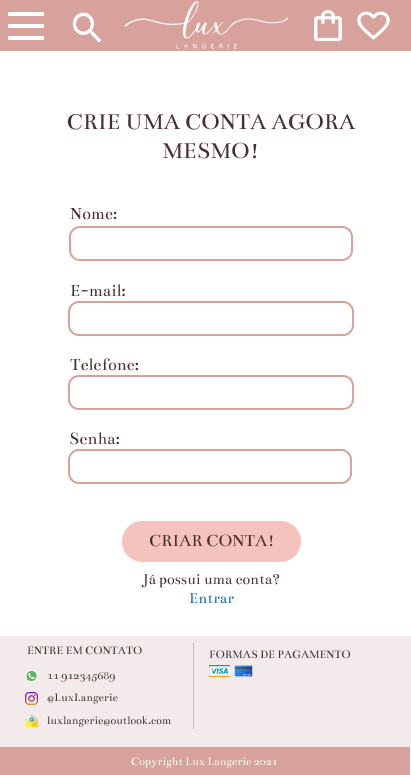 lux
LANGERIE
CRIE UMA CONTA AGORA
MESMO!
Nome:
E-mail:
Telefone:
Senha:
CRIAR CONTA!
Já possui uma conta?
Entrar
ENTRE EM CONTATO
11 912345689
@LuxLangerie
luxlangerie@outlook.com
FORMAS DE PAGAMENTO
VISA
Copyright Lux Langerie 2021